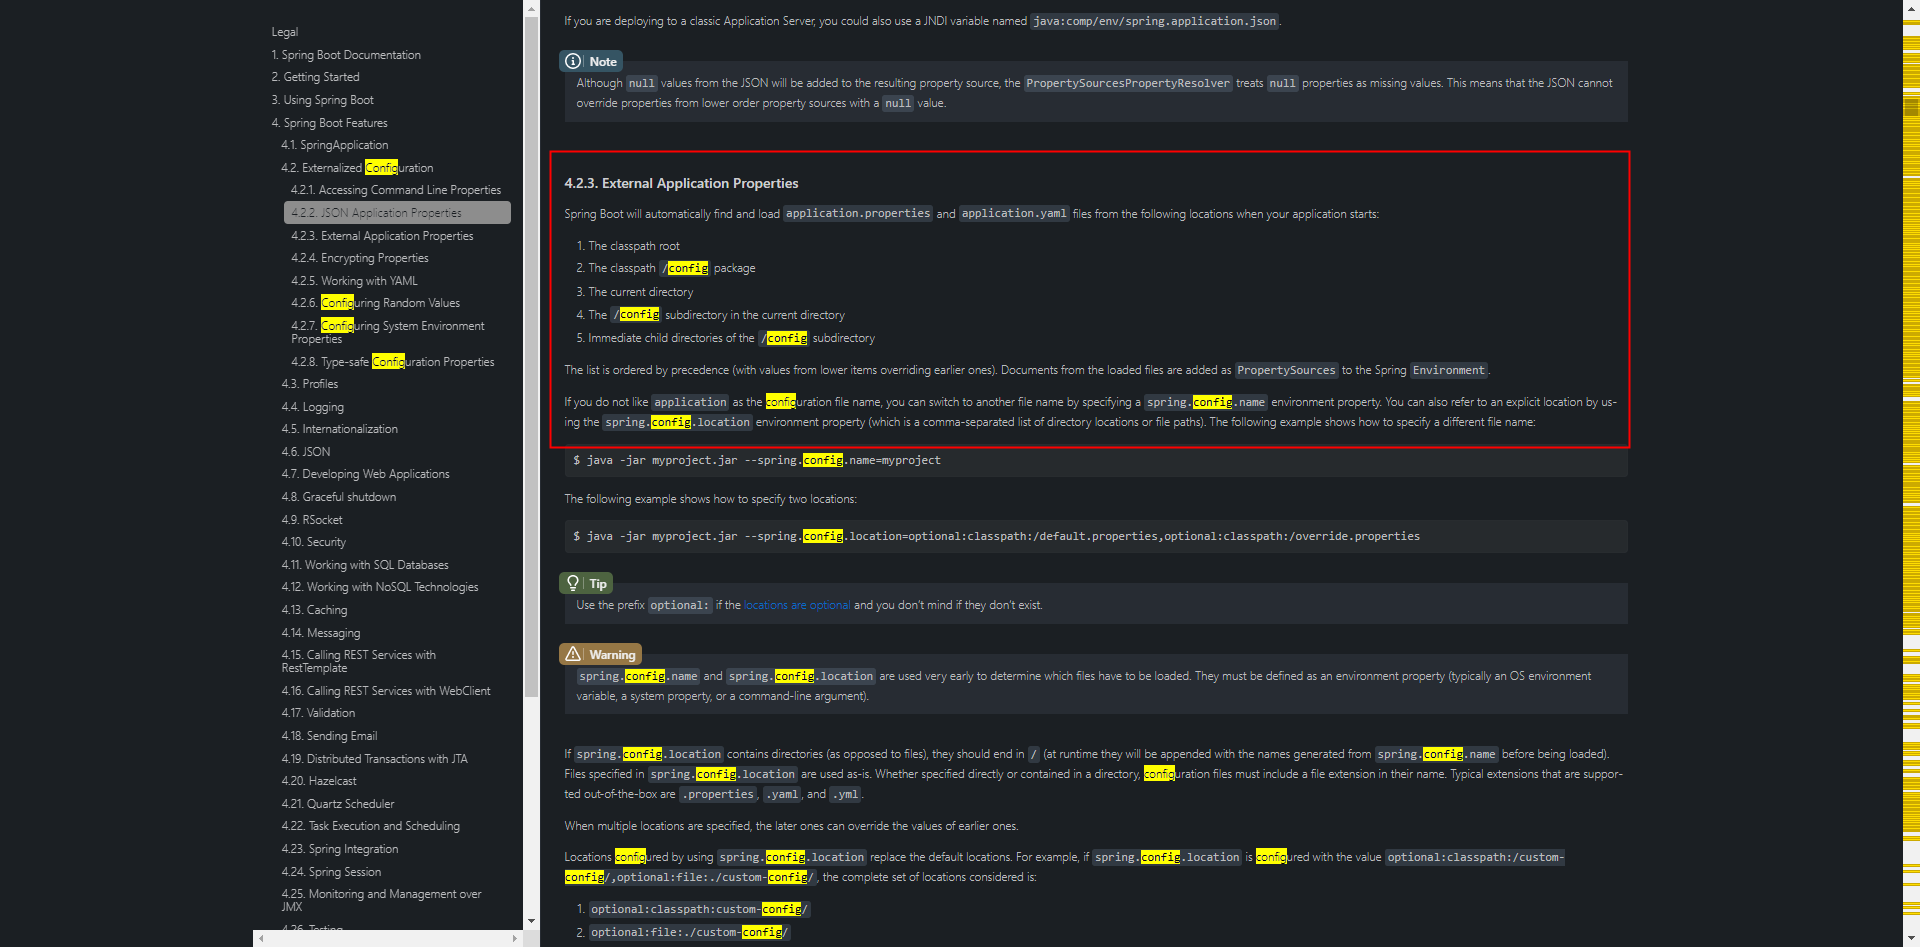 Legal
1. Spring Boot Documentation
2. Getting Started
3. Using Spring Boot
4. Spring Boot Features
4.1. SpringApplication
4.2. Externalized Configuration
4.2.1. Accessing Command Line Properties
4.2.2. JSON Application Properties
4.2.3. External Application Properties
4.2.4. Encrypting Properties
4.2.5. Working with YAML
4.2.6. Configuring Random Values
4.2.7. Configuring System Environment
Properties
4.2.8. Type-safe Configuration Properties
4.3. Profiles
4.4. Logging
4.5. Internationalization
4.6. JSON
4.7. Developing Web Applications
4.8. Graceful shutdown
4.9. RSocket
4.10. Security
4.11. Working with SQL Databases
4.12. Working with NoSQL Technologies
4.13. Caching
4.14. Messaging
4.15. Calling REST Services with
RestTemplate
4.16. Calling REST Services with WebClient
4.17. Validation
4.18. Sending Email
4.19. Distributed Transactions with JTA
4.20. Hazelcast
4.21. Quartz Scheduler
4.22. Task Execution and Scheduling
4.23. Spring Integration
4.24. Spring Session
4.25. Monitoring and Management over
JMX
4.26. Testing
If you are deploying to a classic Application Server, you could also use a JNDI variable named java:comp/env/spring.application.json.
Note
Although null values from the JSON will be added to the resulting property source, the PropertySourcesPropertyResolver treats null properties as missing values. This means that the JSON cannot
override properties from lower order property sources with a null value.
4.2.3. External Application Properties
Spring Boot will automatically find and load application.properties and application.yaml files from the following locations when your application starts:
1. The classpath root
2. The classpath /config package
3. The current directory
4. The /config subdirectory in the current directory
5. Immediate child directories of the /config subdirectory
The list is ordered by precedence (with values from lower items overriding earlier ones). Documents from the loaded files are added as PropertySources to the Spring Environment.
If you do not like application as the configuration file name, you can switch to another file name by specifying a spring.config.name environment property. You can also refer to an explicit location by us-
ing the spring.config.location environment property (which is a comma-separated list of directory locations or file paths). The following example shows how to specify a different file name:
$ java -jar myproject.jar --spring.config.name=myproject
The following example shows how to specify two locations:
$ java -jar myproject.jar --spring.config.location=optional:classpath:/default.properties,optional:classpath:/override.properties
Tip
Use the prefix optional: if the locations are optional and you don't mind if they don't exist.
Warning
spring.config.name and spring.config.location are used very early to determine which files have to be loaded. They must be defined as an environment property (typically an OS environment
variable, a system property, or a command-line argument).
If spring.config.location contains directories (as opposed to files), they should end in / (at runtime they will be appended with the names generated from spring.config.name before being loaded).
Files specified in spring.config.location are used as-is. Whether specified directly or contained in a directory, configuration files must include a file extension in their name. Typical extensions that are suppor-
ted out-of-the-box are .properties, .yaml, and .yml.
When multiple locations are specified, the later ones can override the values of earlier ones.
Locations configured by using spring.config.location replace the default locations. For example, if spring.config.location is configured with the value optional:classpath:/custom-
config/,optional:file:./custom-config/, the complete set of locations considered is:
1. optional:classpath:custom-config/
2. optional:file:./custom-config/